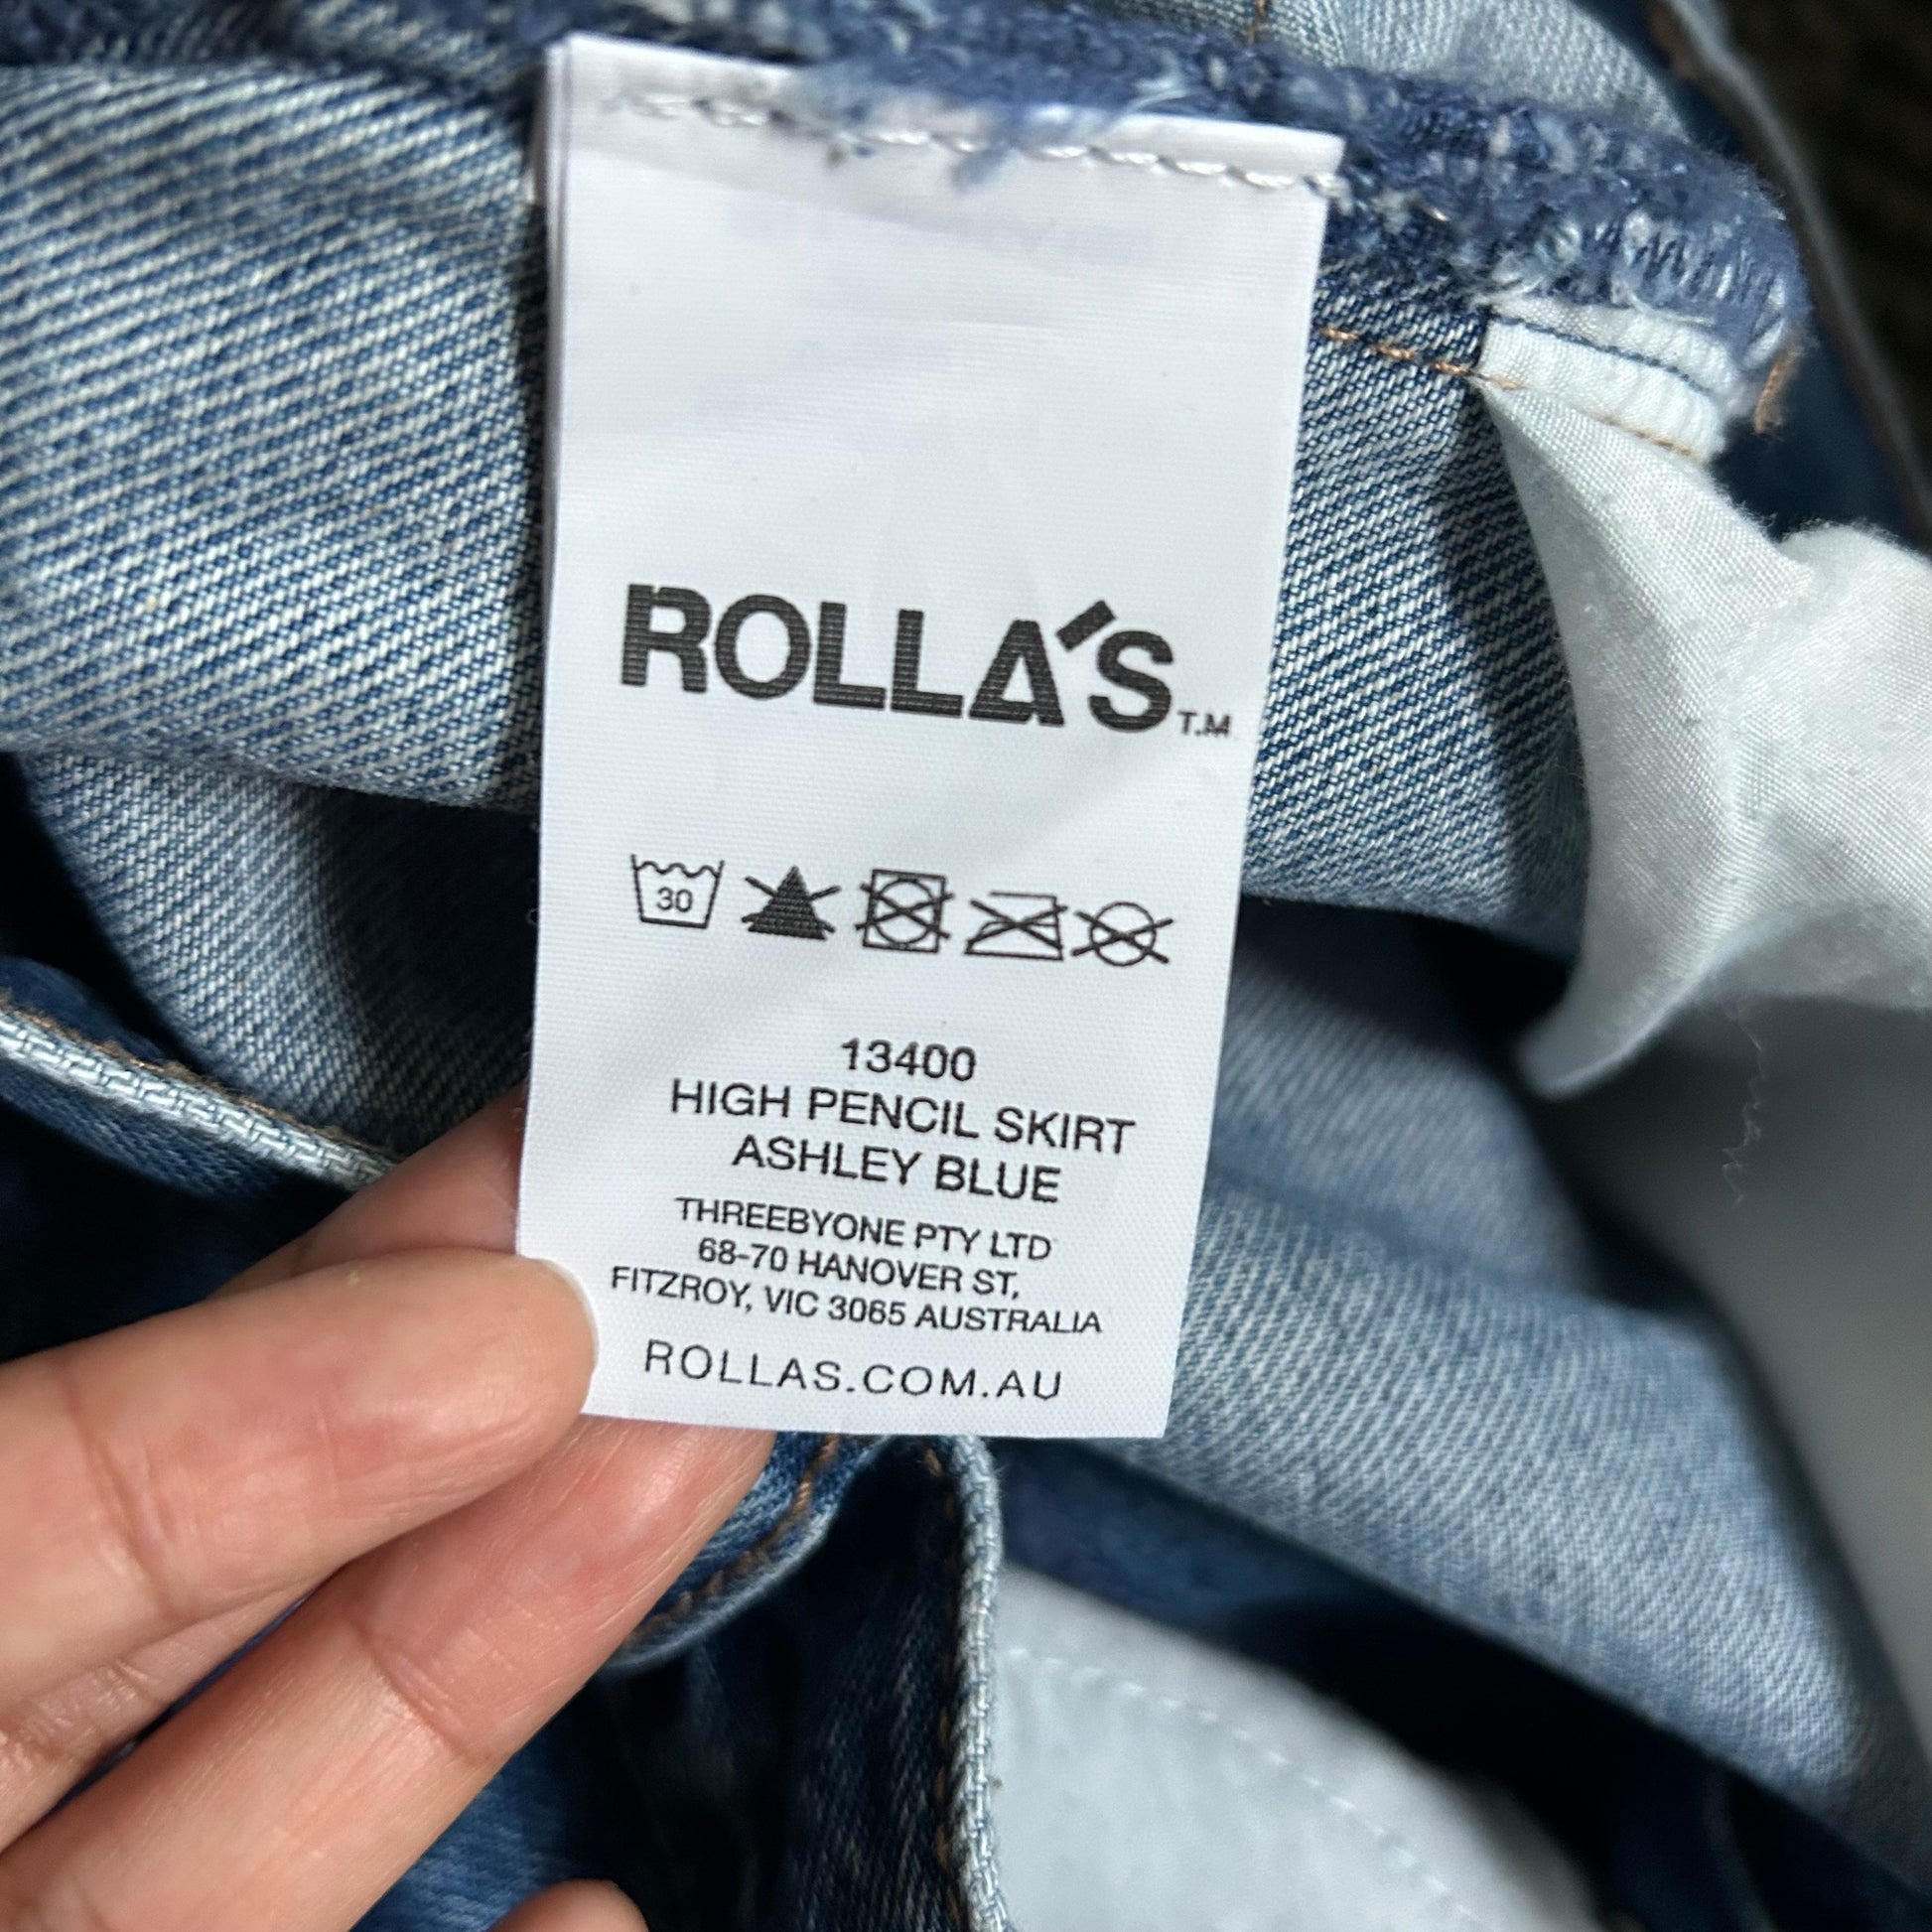 ROLLA'S T.M.
30
13400
HIGH PENCIL SKIRT
ASHLEY BLUE
THREEBYONE PTY LTD
68-70 HANOVER ST,
FITZROY, VIC 3065 AUSTRALIA
ROLLAS.COM.AU